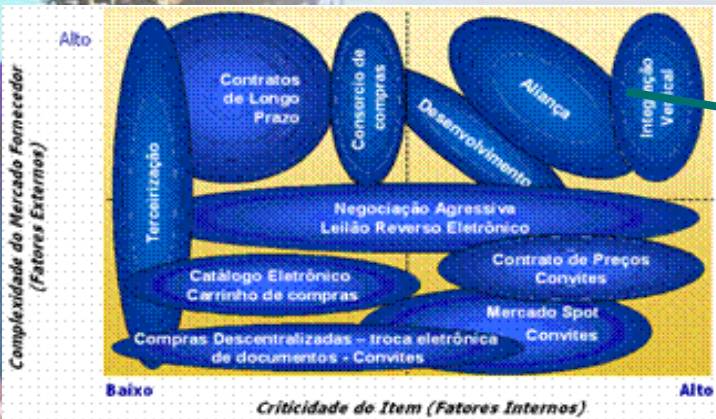 Alto
Complexidade do Mercado Fornecedor
(Fatores Externos)
Terceirização
Contratos
de Longo
Prazo
Consorcio de
compras
Desenvolvimento
Aliança
Integração
Vertical
Negociação Agressiva
Leilão Reverso Eletrônico
Catálogo Eletrônico
Carrinho de compras
Contrato de Preços
Convites
Mercado Spot
Convites
Compras Descentralizadas – troca eletrônica
de documentos - Convites
Baixo
Alto
Criticidade do Item (Fatores Internos)